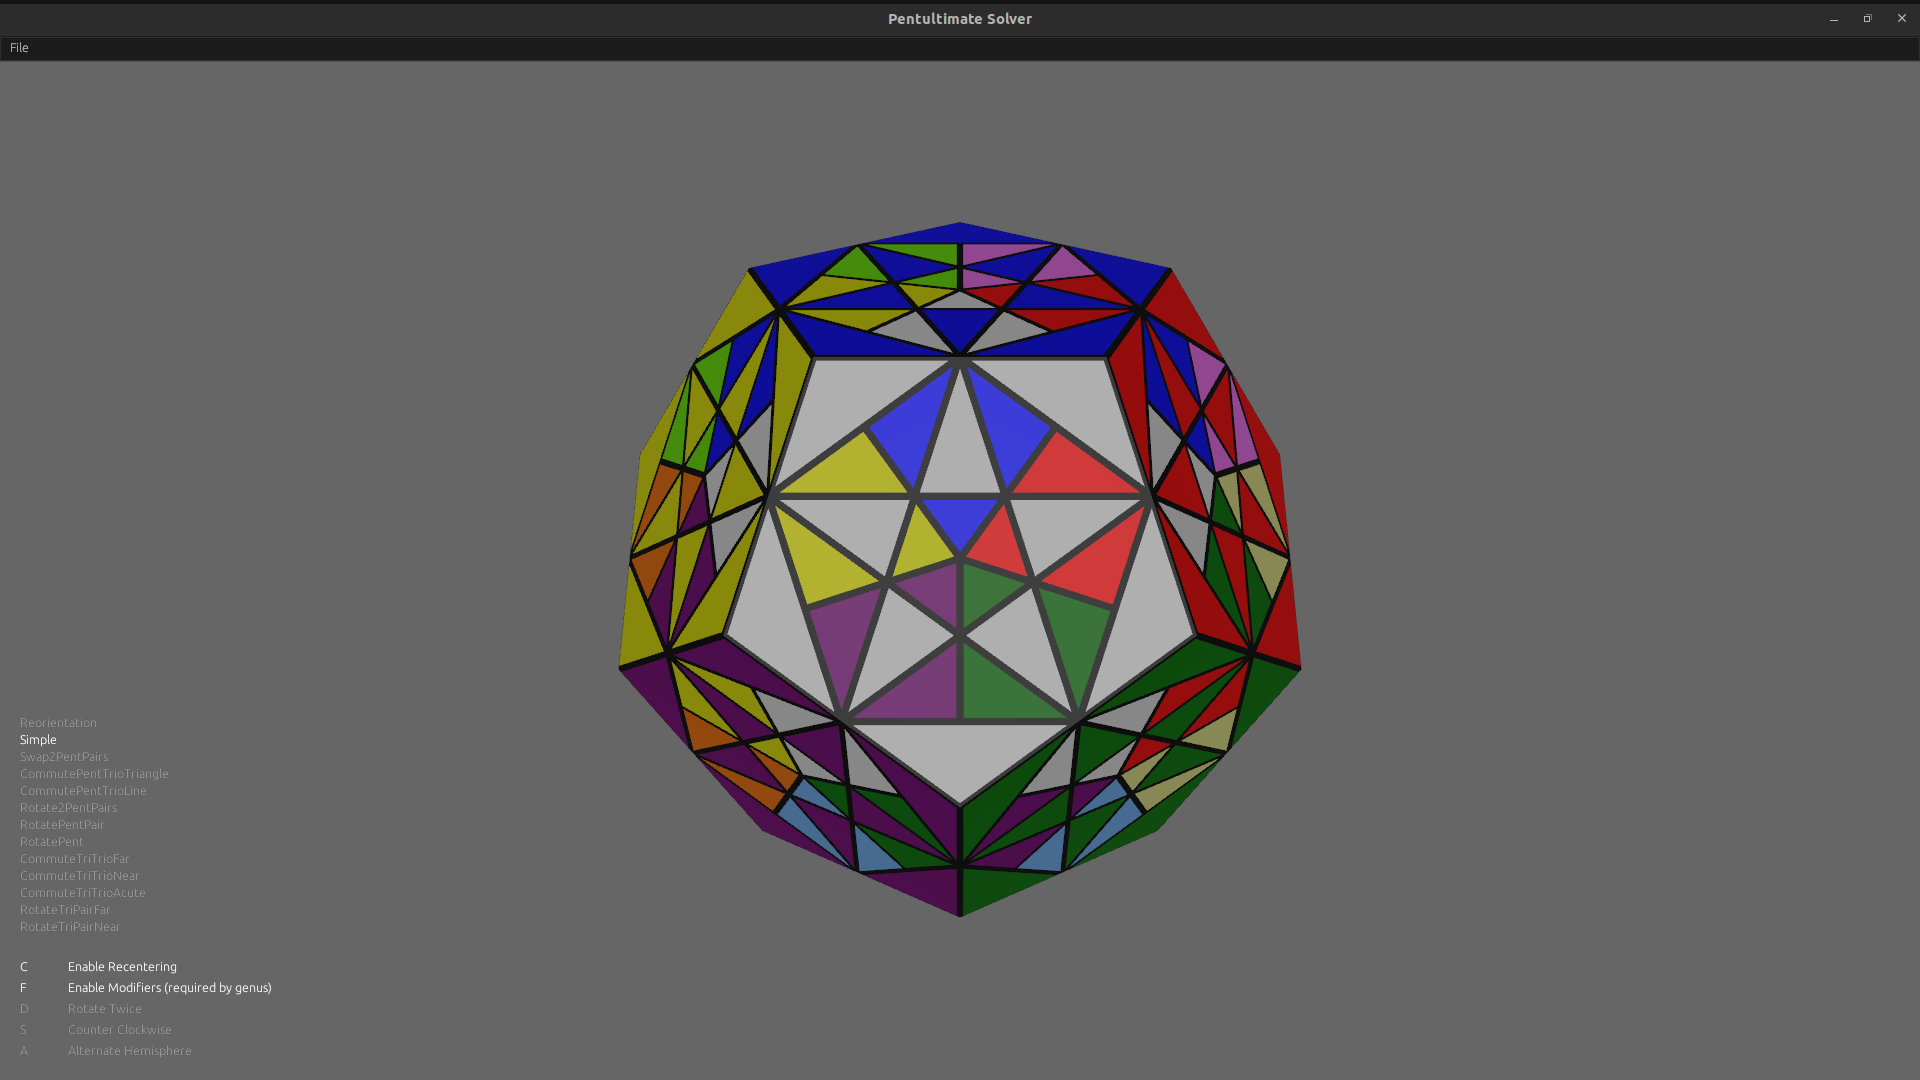 Pentultimate Solver
File
Reorientation
Simple
Swap2PentPairs
CommutePentTrioTriangle
CommutePentTrioLine
Rotate2PentPairs
RotatePentPair
RotatePent
CommuteTriTrioFar
CommuteTriTrioNear
CommuteTriTrioAcute
RotateTriPairFar
RotateTriPairNear
C Enable Recentering
F Enable Modifiers (required by genus)
D Rotate Twice
S Counter Clockwise
A Alternate Hemisphere